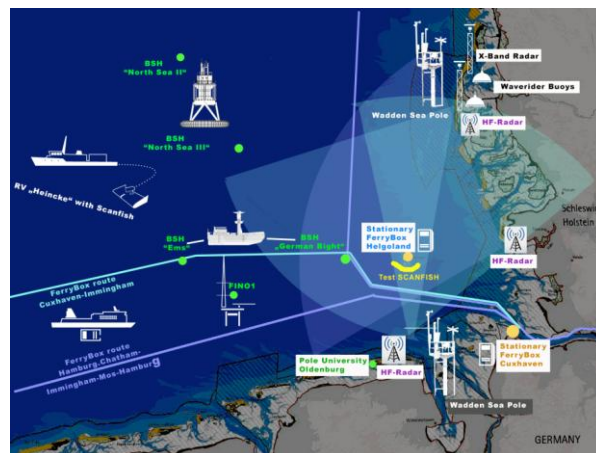 BSH
"North Sea II"
X-Band Radar
Waverider Buoys
Wadden Sea Pole
HF-Radar
BSH
"North Sea III"
RV „Heincke" with Scanfish
Schleswig
Holstein
BSH
"Ems"
BSH
„German Bight"
Stationary
FerryBox
Helgoland
HF-Radar
Test SCANFISH
FerryBox route
Cuxhaven-Immingham
FINO1
FerryBox route
Hamburg-Chatham-
Immingham-Mos-Hamburg
Pole University
Oldenburg
HF-Radar
Stationary
FerryBox
Cuxhaven
Wadden Sea Pole
GERMANY